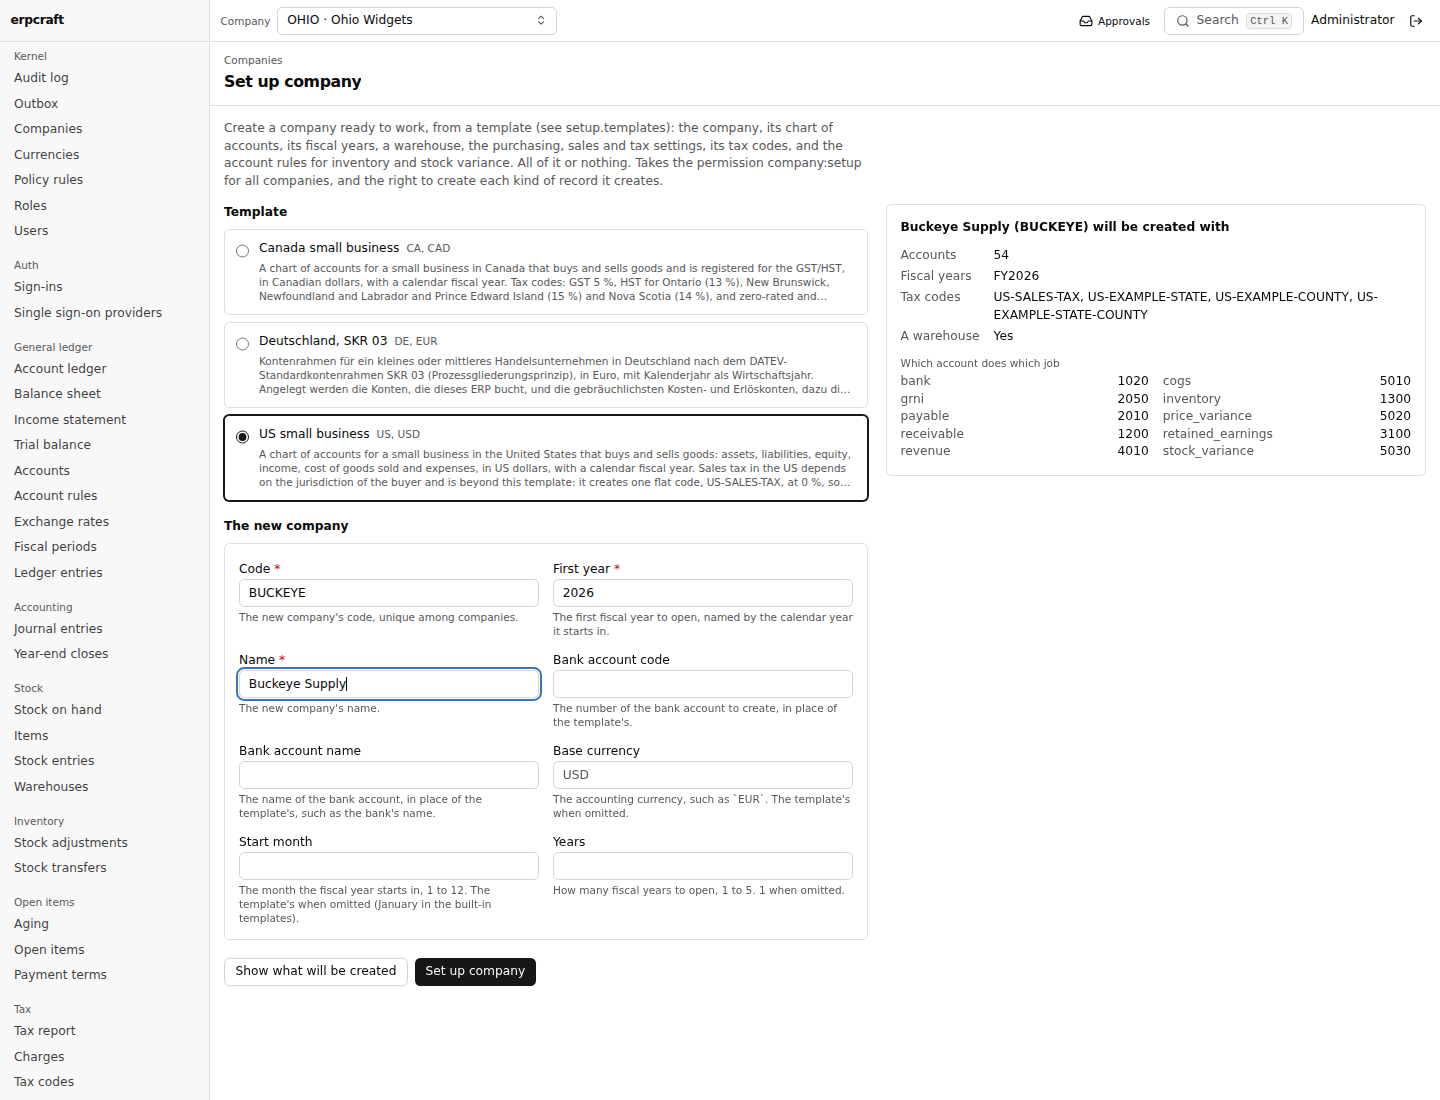 erpcraft
Company
OHIO · Ohio Widgets
Approvals
Search
Ctrl K
Administrator
Kernel
Audit log
Outbox
Companies
Currencies
Policy rules
Roles
Users
Auth
Sign-ins
Single sign-on providers
General ledger
Account ledger
Balance sheet
Income statement
Trial balance
Accounts
Account rules
Exchange rates
Fiscal periods
Ledger entries
Accounting
Journal entries
Year-end closes
Stock
Stock on hand
Items
Stock entries
Warehouses
Inventory
Stock adjustments
Stock transfers
Open items
Aging
Open items
Payment terms
Tax
Tax report
Charges
Tax codes
Companies
Set up company
Create a company ready to work, from a template (see setup.templates): the company, its chart of
accounts, its fiscal years, a warehouse, the purchasing, sales and tax settings, its tax codes, and the
account rules for inventory and stock variance. All of it or nothing. Takes the permission company:setup
for all companies, and the right to create each kind of record it creates.
Template
Canada small business CA, CAD
A chart of accounts for a small business in Canada that buys and sells goods and is registered for the GST/HST,
in Canadian dollars, with a calendar fiscal year. Tax codes: GST 5 %, HST for Ontario (13 %), New Brunswick,
Newfoundland and Labrador and Prince Edward Island (15 %) and Nova Scotia (14 %), and zero-rated and…
Deutschland, SKR 03 DE, EUR
Kontenrahmen für ein kleines oder mittleres Handelsunternehmen in Deutschland nach dem DATEV-
Standardkontenrahmen SKR 03 (Prozessgliederungsprinzip), in Euro, mit Kalenderjahr als Wirtschaftsjahr.
Angelegt werden die Konten, die dieses ERP bucht, und die gebräuchlichsten Kosten- und Erlöskonten, dazu di…
US small business US, USD
A chart of accounts for a small business in the United States that buys and sells goods: assets, liabilities, equity,
income, cost of goods sold and expenses, in US dollars, with a calendar fiscal year. Sales tax in the US depends
on the jurisdiction of the buyer and is beyond this template: it creates one flat code, US-SALES-TAX, at 0 %, so…
The new company
Code *
BUCKEYE
The new company's code, unique among companies.
First year *
2026
The first fiscal year to open, named by the calendar year
it starts in.
Name *
Buckeye Supply
The new company's name.
Bank account code
The number of the bank account to create, in place of
the template's.
Bank account name
The name of the bank account, in place of the
template's, such as the bank's name.
Base currency
USD
The accounting currency, such as `EUR`. The template's
when omitted.
Start month
The month the fiscal year starts in, 1 to 12. The
template's when omitted (January in the built-in
templates).
Years
How many fiscal years to open, 1 to 5. 1 when omitted.
Show what will be created
Set up company
Buckeye Supply (BUCKEYE) will be created with
Accounts 54
Fiscal years FY2026
Tax codes US-SALES-TAX, US-EXAMPLE-STATE, US-EXAMPLE-COUNTY, US-
EXAMPLE-STATE-COUNTY
A warehouse Yes
Which account does which job
bank 1020 cogs 5010
grni 2050 inventory 1300
payable 2010 price_variance 5020
receivable 1200 retained_earnings 3100
revenue 4010 stock_variance 5030